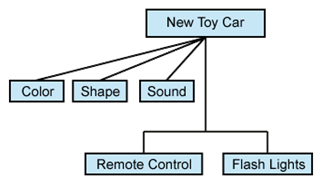 New Toy Car
Color Shape Sound
Remote Control Flash Lights